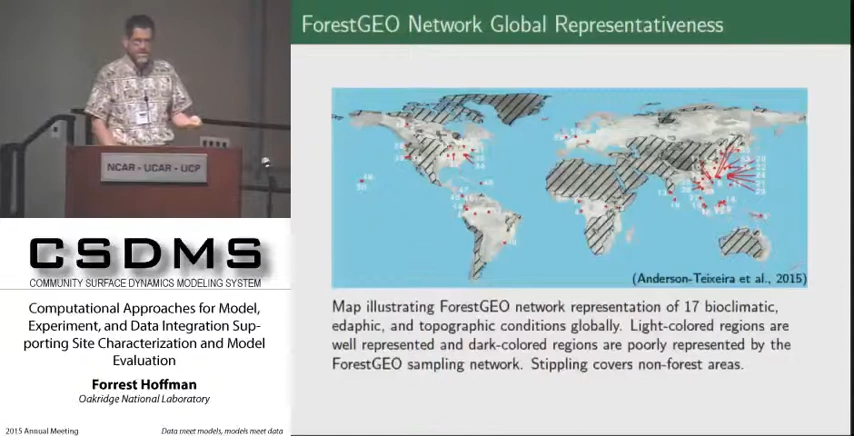 ForestGEO Network Global Representativeness
NCAR - UCAR - UCP
CSDMS
COMMUNITY SURFACE DYNAMICS MODELING SYSTEM
Computational Approaches for Model,
Experiment, and Data Integration Sup-
porting Site Characterization and Model
Evaluation
Forrest Hoffman
Oakridge National Laboratory
2015 Annual Meeting
Data meet models, models meet data
(Anderson-Teixeira et al., 2015)
Map illustrating ForestGEO network representation of 17 bioclimatic,
edaphic, and topographic conditions globally. Light-colored regions are
well represented and dark-colored regions are poorly represented by the
ForestGEO sampling network. Stippling covers non-forest areas.